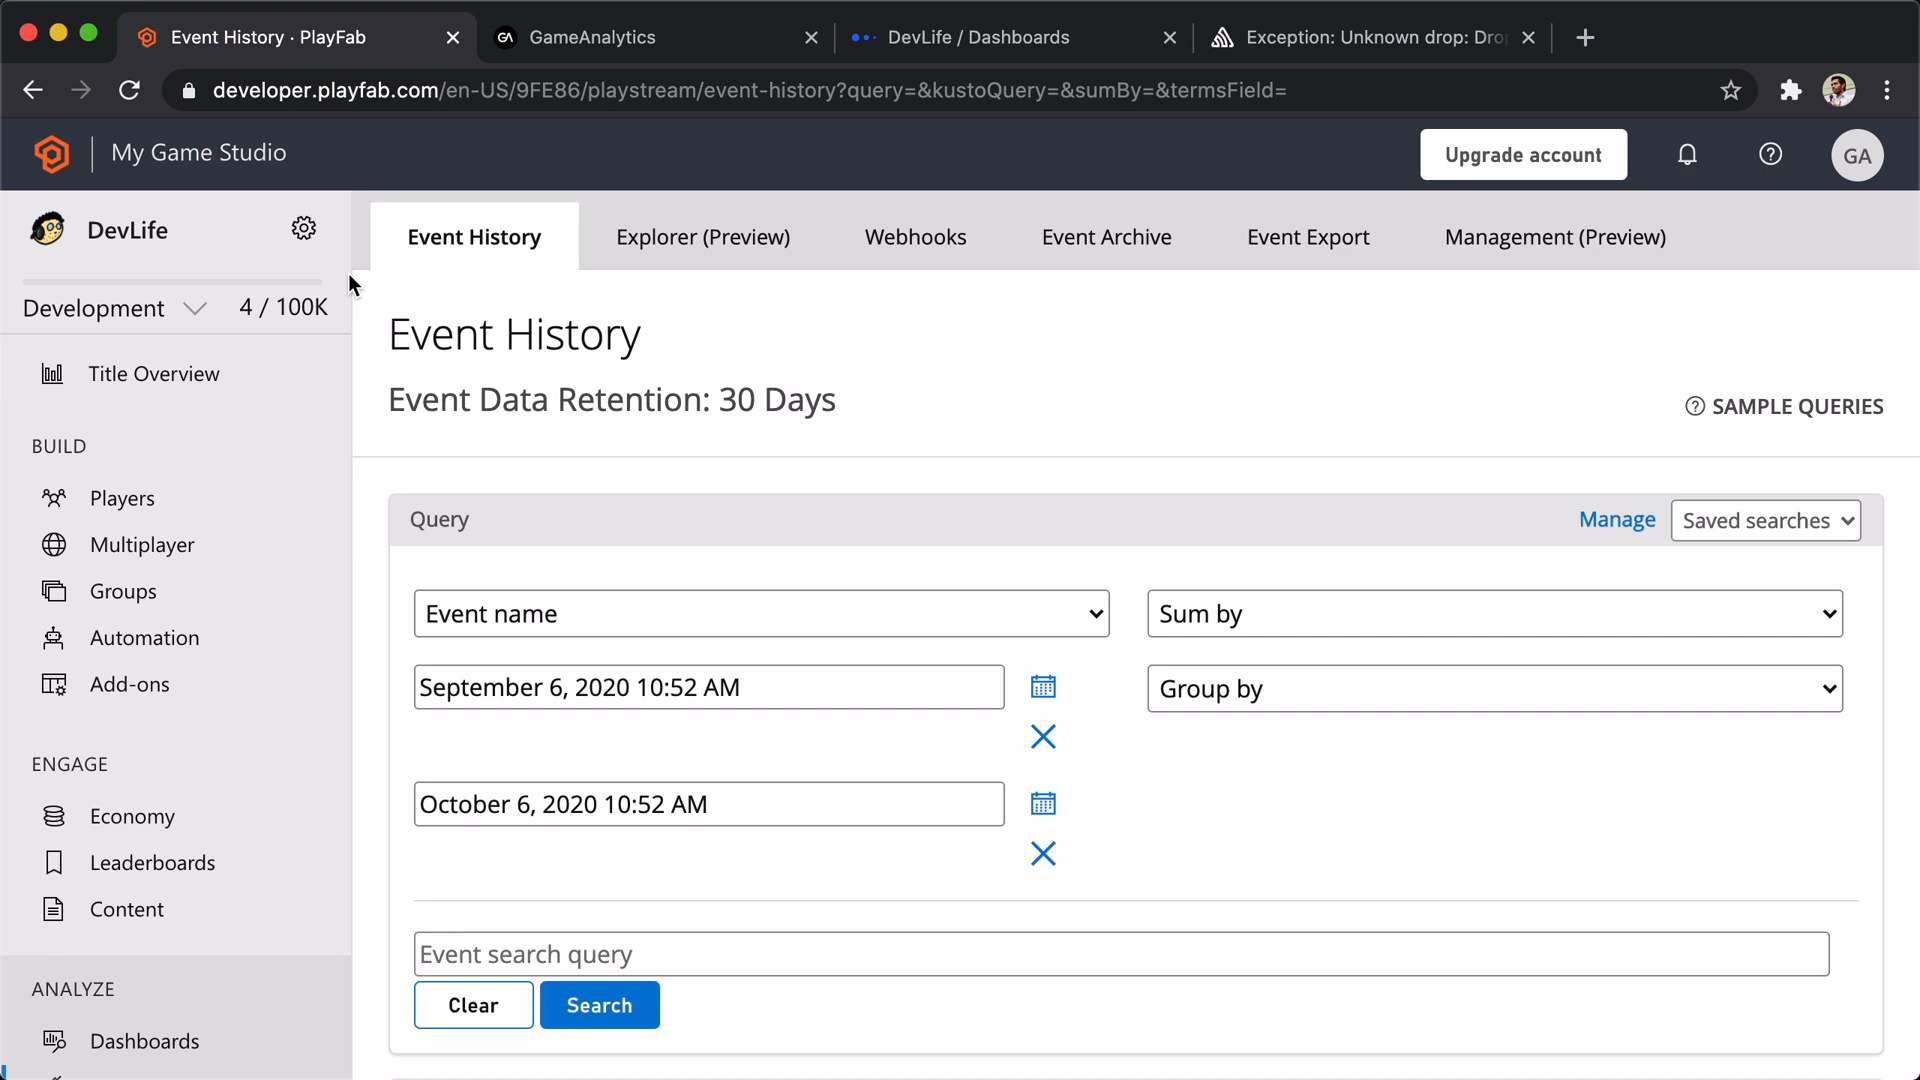 Event History · PlayFab
GA
GameAnalytics
DevLife / Dashboards
Exception: Unknown drop: Dro
developer.playfab.com/en-US/9FE86/playstream/event-history?query=&kustoQuery=&sumBy=&termsField=
My Game Studio
Upgrade account
GA
DevLife
Development
4 / 100K
Title Overview
BUILD
Players
Multiplayer
Groups
Automation
Add-ons
ENGAGE
Economy
Leaderboards
Content
ANALYZE
Dashboards
Event History
Explorer (Preview)
Webhooks
Event Archive
Event Export
Management (Preview)
Event History
Event Data Retention: 30 Days
SAMPLE QUERIES
Query
Manage
Saved searches
Event name
Sum by
September 6, 2020 10:52 AM
Group by
October 6, 2020 10:52 AM
Event search query
Clear
Search